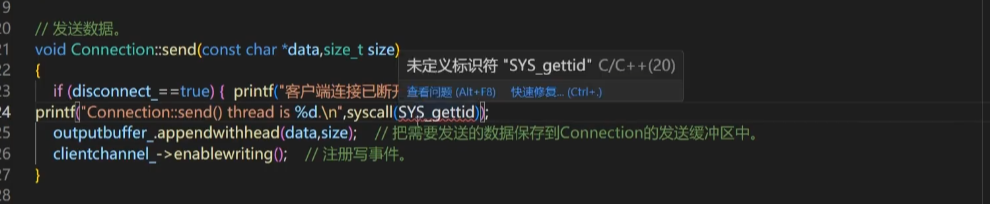 9
20 // 发送数据。
21 void Connection::send(const char *data,size_t size)
22 {
未定义标识符 "SYS_gettid" C/C++(20)
23 if (disconnect_==true) { printf("客户端连接已断开
查看问题 (Alt+F8) 快速修复... (Ctrl+.)
24 printf("Connection::send() thread is %d.\n",syscall(SYS_gettid));
25 outputbuffer_.appendwithhead(data,size); // 把需要发送的数据保存到Connection的发送缓冲区中。
26 clientchannel_->enablewriting(); // 注册写事件。
27 }
28